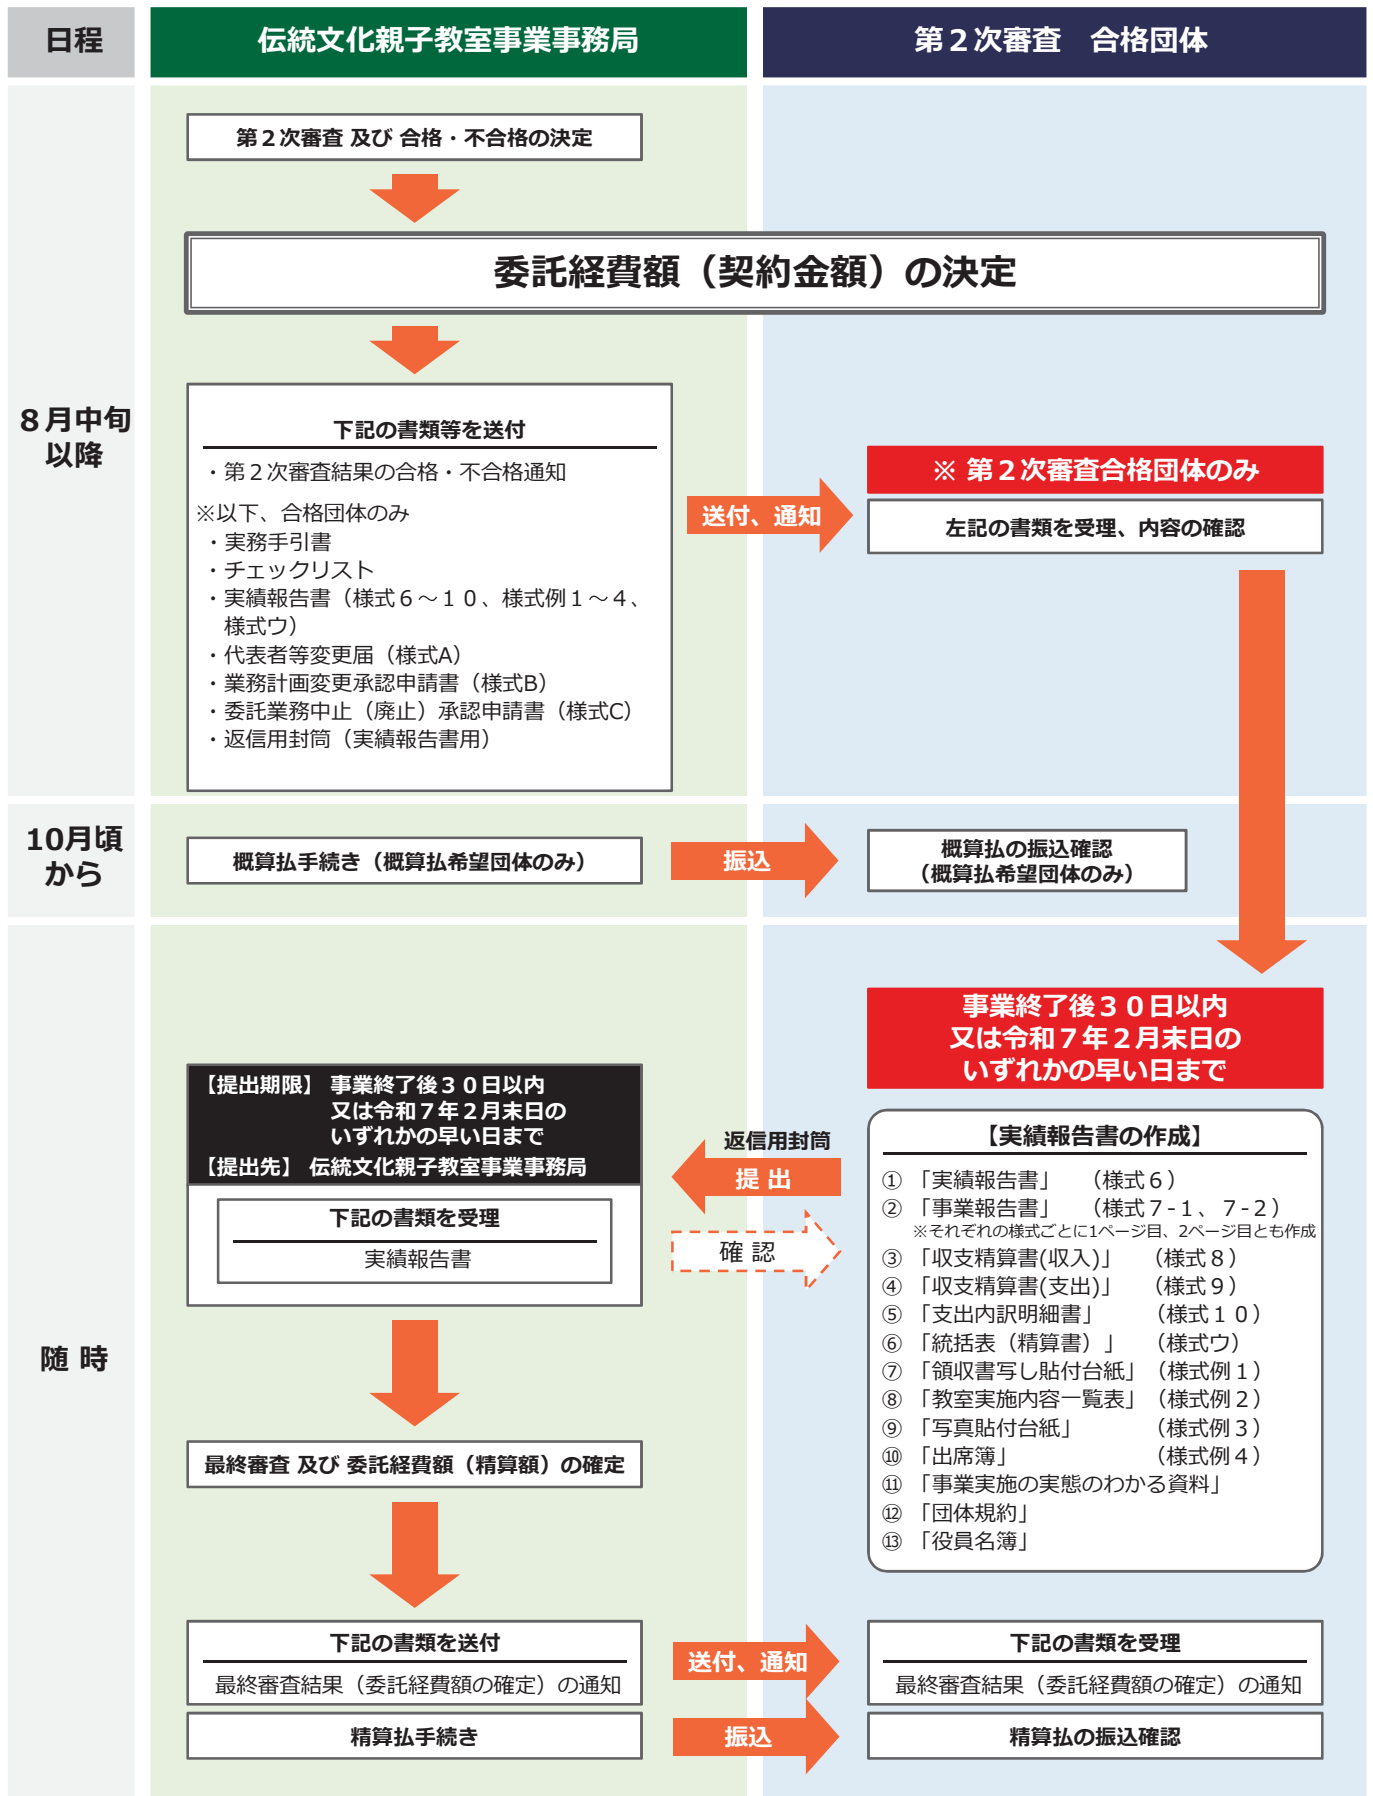 日程
伝統文化親子教室事業事務局
第２次審査　合格団体
８月中旬
以降
第２次審査 及び 合格・不合格の決定
委託経費額（契約金額）の決定
下記の書類等を送付
・第２次審査結果の合格・不合格通知
※以下、合格団体のみ
・実務手引書
・チェックリスト
・実績報告書（様式６～１０、様式例１～４、
様式ウ）
・代表者等変更届（様式A）
・業務計画変更承認申請書（様式B）
・委託業務中止（廃止）承認申請書（様式C）
・返信用封筒（実績報告書用）
送付、通知
※ 第２次審査合格団体のみ
左記の書類を受理、内容の確認
10月頃
から
概算払手続き（概算払希望団体のみ）
振込
概算払の振込確認
（概算払希望団体のみ）
随 時
事業終了後３０日以内
又は令和７年２月末日の
いずれかの早い日まで
【提出期限】 事業終了後３０日以内
又は令和７年２月末日の
いずれかの早い日まで
【提出先】 伝統文化親子教室事業事務局
下記の書類を受理
実績報告書
返信用封筒
提 出
確 認
【実績報告書の作成】
① 「実績報告書」 （様式６）
② 「事業報告書」 （様式７-１、７-２）
※それぞれの様式ごとに1ページ目、2ページ目とも作成
③ 「収支精算書(収入)」 （様式８）
④ 「収支精算書(支出)」 （様式９）
⑤ 「支出内訳明細書」 （様式１０）
⑥ 「統括表（精算書）」 （様式ウ）
⑦ 「領収書写し貼付台紙」（様式例１）
⑧ 「教室実施内容一覧表」（様式例２）
⑨ 「写真貼付台紙」 （様式例３）
⑩ 「出席簿」 （様式例４）
⑪ 「事業実施の実態のわかる資料」
⑫ 「団体規約」
⑬ 「役員名簿」
最終審査 及び 委託経費額（精算額）の確定
下記の書類を送付
最終審査結果（委託経費額の確定）の通知
送付、通知
下記の書類を受理
最終審査結果（委託経費額の確定）の通知
精算払手続き
振込
精算払の振込確認